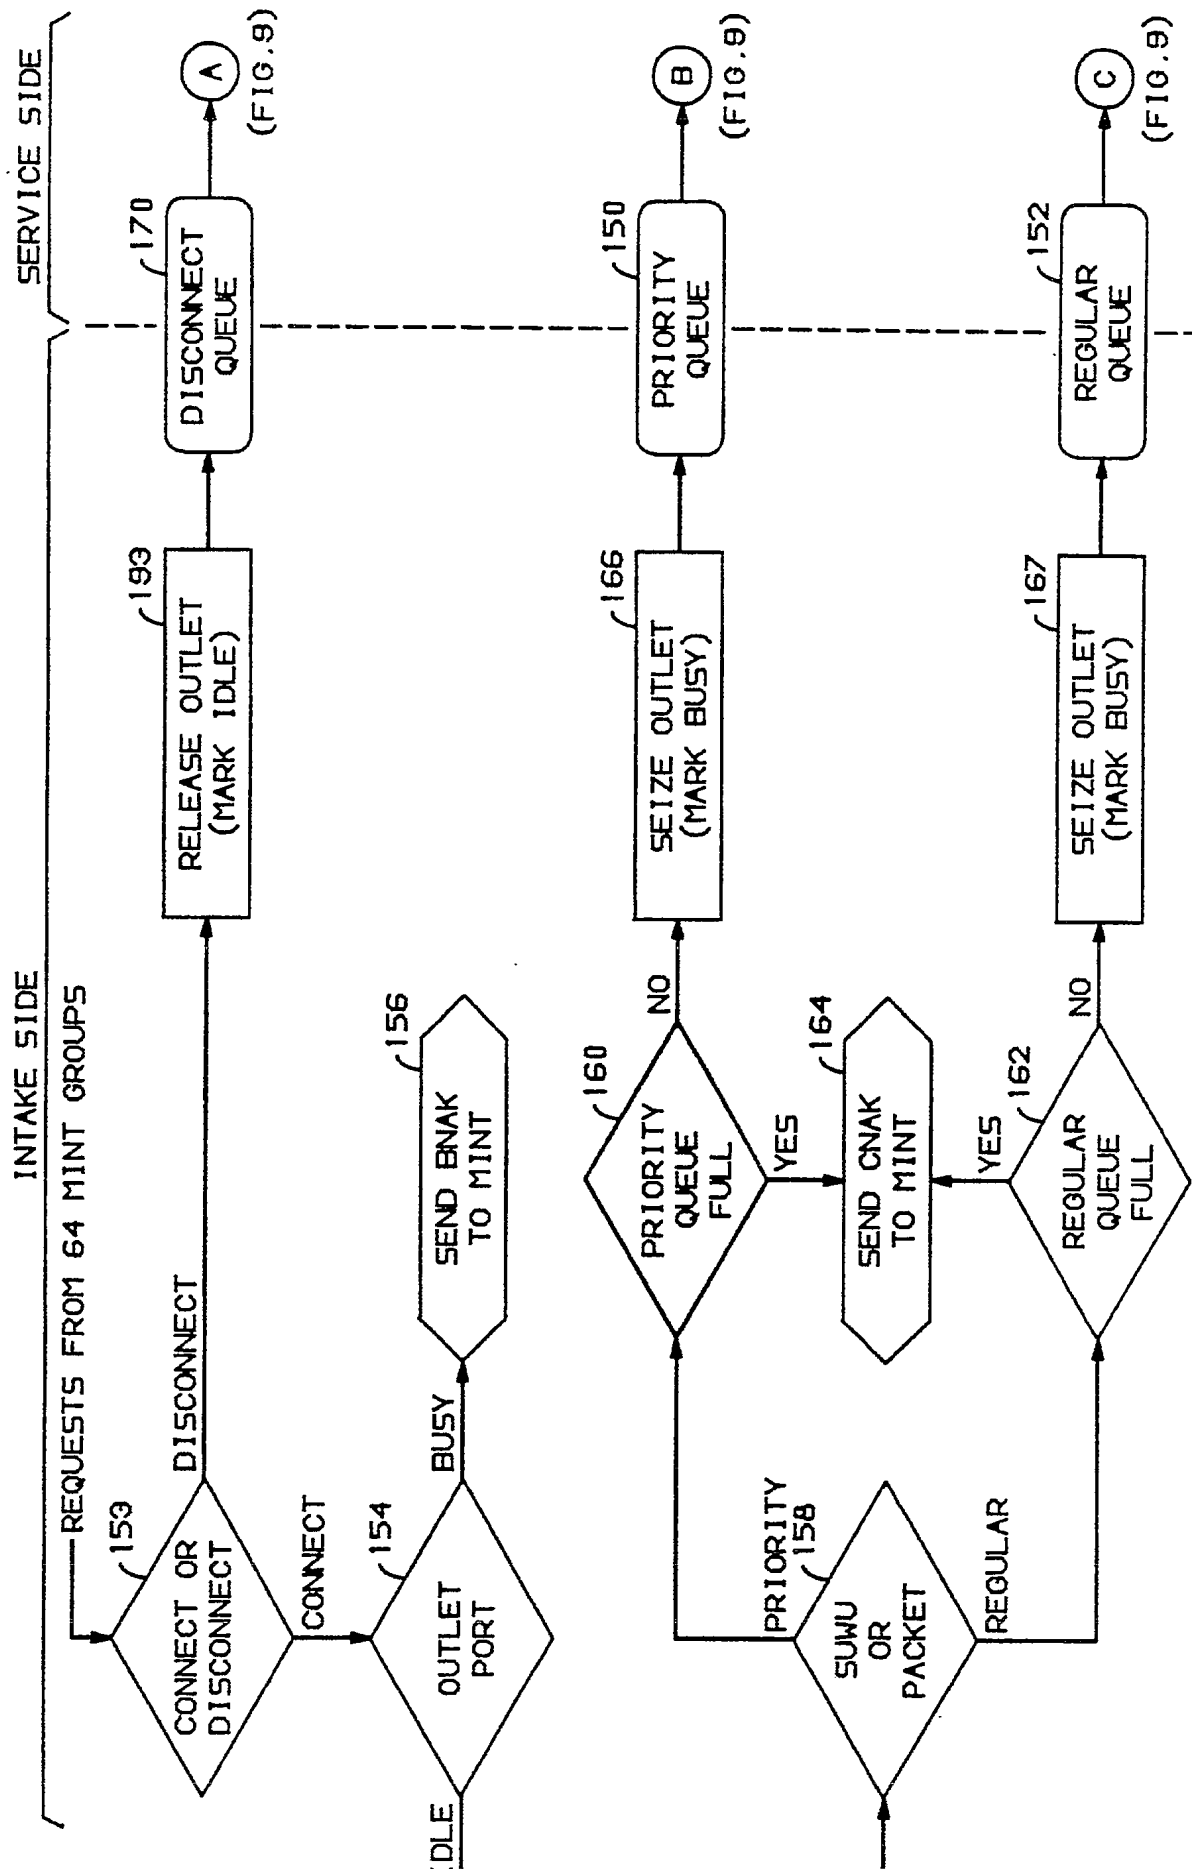 INTAKE SIDE
SERVICE SIDE
REQUESTS FROM 64 MINT GROUPS
153
CONNECT OR
DISCONNECT
DISCONNECT
193
RELEASE OUTLET
(MARK IDLE)
170
DISCONNECT
QUEUE
A
(FIG.9)
CONNECT
154
OUTLET
PORT
BUSY
156
SEND BNAK
TO MINT
IDLE
PRIORITY
158
SUWU
OR
PACKET
REGULAR
160
PRIORITY
QUEUE
FULL
NO
YES
166
SEIZE OUTLET
(MARK BUSY)
150
PRIORITY
QUEUE
B
(FIG.9)
164
SEND CNAK
TO MINT
YES
162
REGULAR
QUEUE
FULL
NO
167
SEIZE OUTLET
(MARK BUSY)
152
REGULAR
QUEUE
C
(FIG.9)